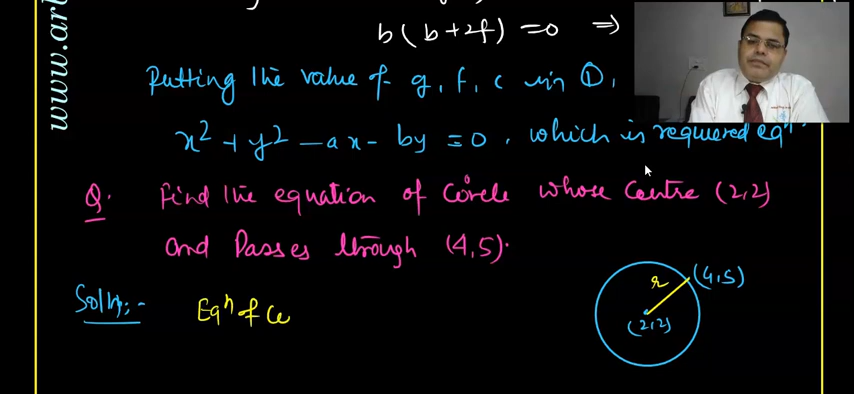 b(b+2f) = 0 ⇒
Putting the value of g, f, c in ①,
x² + y² - ax - by = 0. which is requered eqⁿ.
Q. Find the equation of Circle whose Centre (2,2)
and Passes through (4,5).
Solⁿ:-
Eqⁿ of Ce
r
(4,5)
(2,2)
www.ar